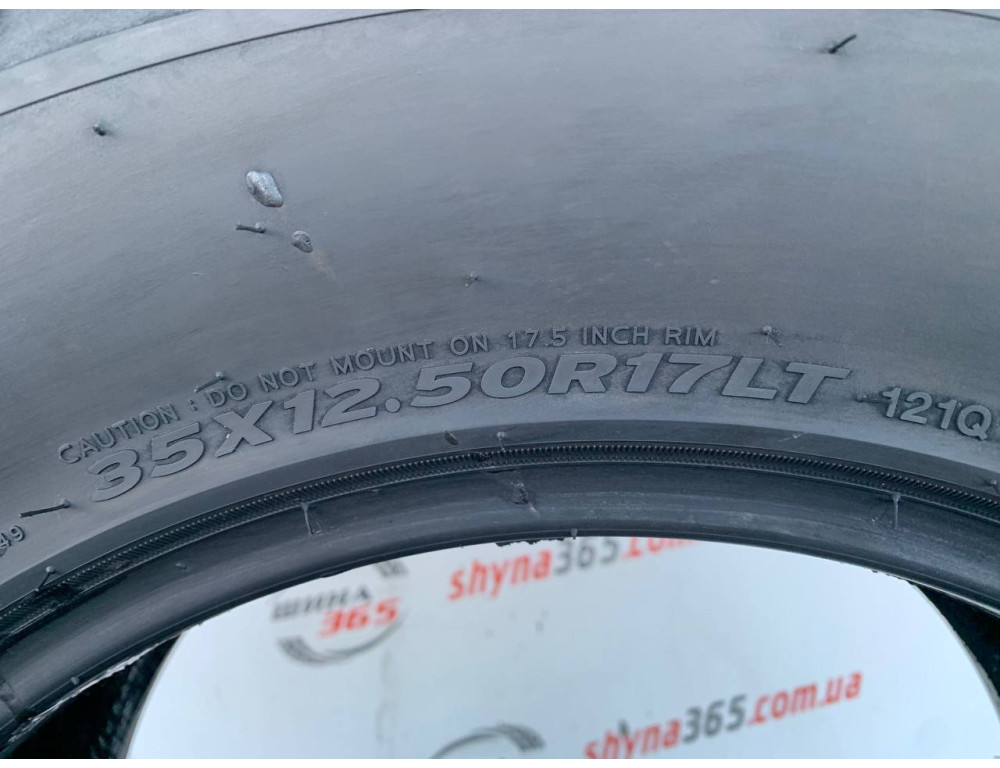 CAUTION : DO NOT MOUNT ON 17.5 INCH RIM
35X12.50R17LT 121Q
49
shyna365.com
ШИНА
365
shyna365.com.ua